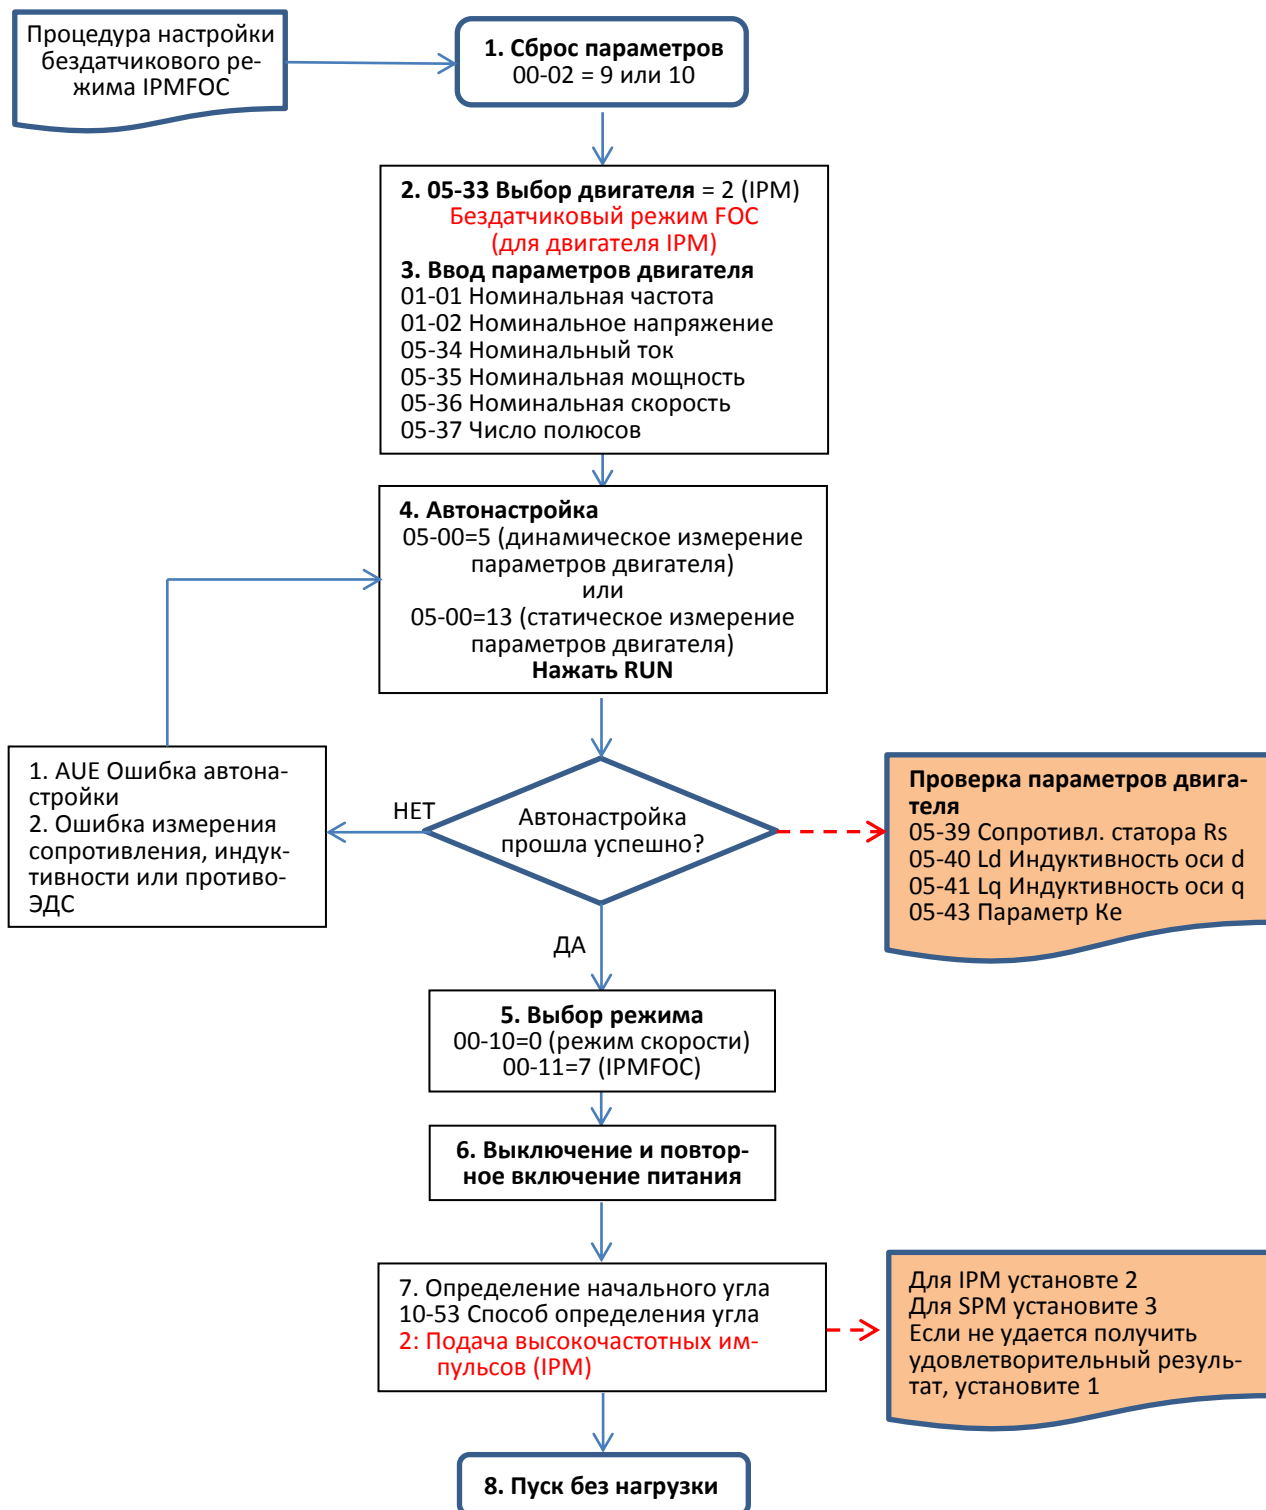 Процедура настройки
бездатчикового ре-
жима IPMFOC
1. Сброс параметров
00-02 = 9 или 10
2. 05-33 Выбор двигателя = 2 (IPM)
Бездатчиковый режим FOC
(для двигателя IPM)
3. Ввод параметров двигателя
01-01 Номинальная частота
01-02 Номинальное напряжение
05-34 Номинальный ток
05-35 Номинальная мощность
05-36 Номинальная скорость
05-37 Число полюсов
4. Автонастройка
05-00=5 (динамическое измерение
параметров двигателя)
или
05-00=13 (статическое измерение
параметров двигателя)
Нажать RUN
1. AUE Ошибка автона-
стройки
2. Ошибка измерения
сопротивления, индук-
тивности или противо-
ЭДС
НЕТ
Автонастройка
прошла успешно?
Проверка параметров двига-
теля
05-39 Сопротивл. статора Rs
05-40 Ld Индуктивность оси d
05-41 Lq Индуктивность оси q
05-43 Параметр Ke
ДА
5. Выбор режима
00-10=0 (режим скорости)
00-11=7 (IPMFOC)
6. Выключение и повтор-
ное включение питания
7. Определение начального угла
10-53 Способ определения угла
2: Подача высокочастотных им-
пульсов (IPM)
Для IPM установте 2
Для SPM установите 3
Если не удается получить
удовлетворительный резуль-
тат, установите 1
8. Пуск без нагрузки